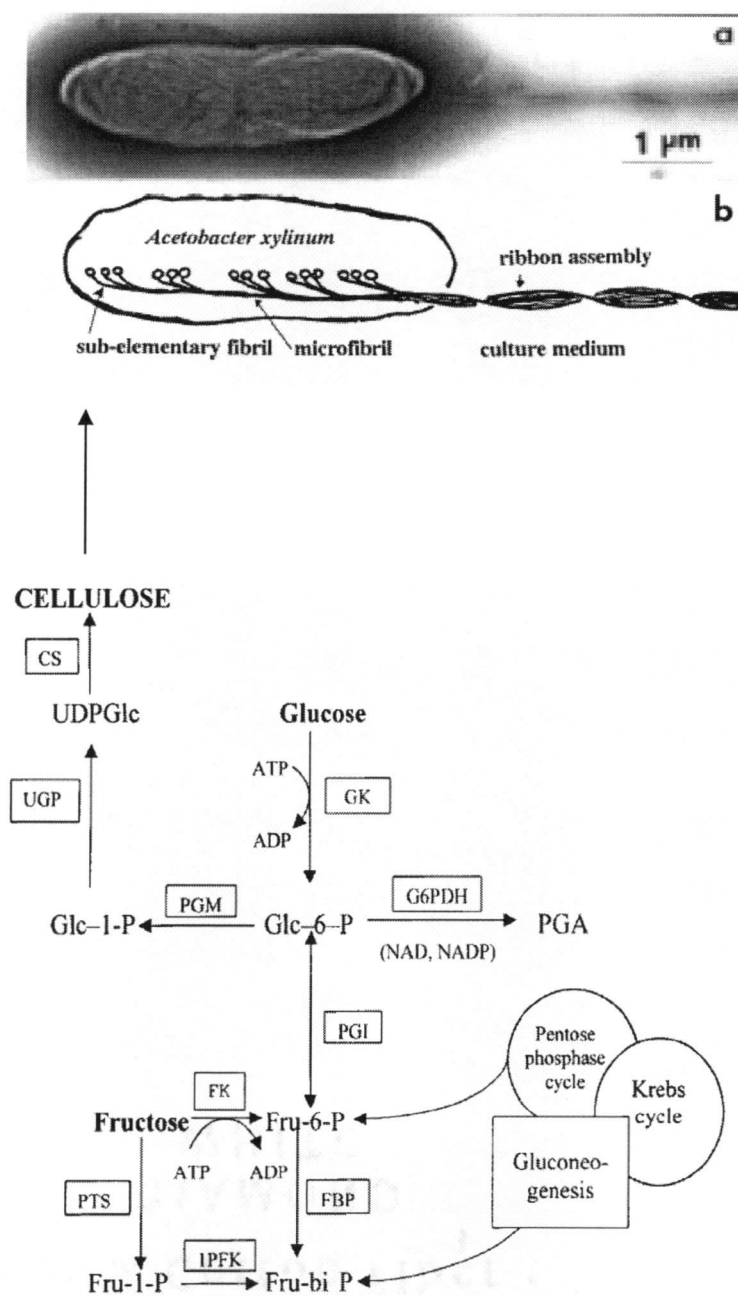 a
1 µm
b
Acetobacter xylinum
ribbon assembly
sub-elementary fibril
microfibril
culture medium
CELLULOSE
CS
UDPGlc
Glucose
UGP
ATP
GK
ADP
Glc–1-P
PGM
Glc–6–P
G6PDH
(NAD, NADP)
PGA
PGI
Pentose
phosphase
cycle
Krebs
cycle
Gluconeo-
genesis
Fructose
FK
Fru-6-P
ATP
ADP
PTS
FBP
Fru-1-P
1PFK
Fru-bi P